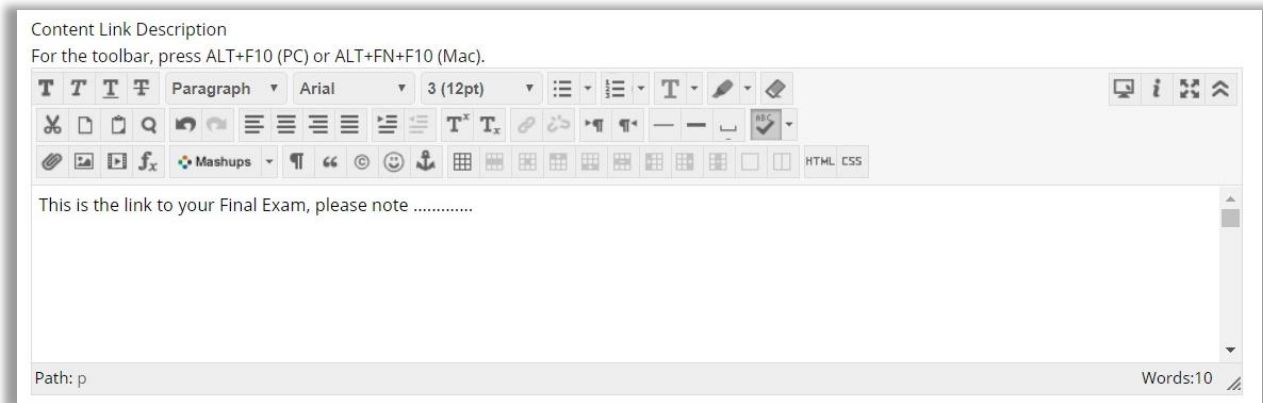 Content Link Description
For the toolbar, press ALT+F10 (PC) or ALT+FN+F10 (Mac).
T T T T Paragraph Arial 3 (12pt) T i
Tˣ Tₓ ABC
fₓ Mashups ¶ “ © HTML CSS
This is the link to your Final Exam, please note .............
Path: p Words:10